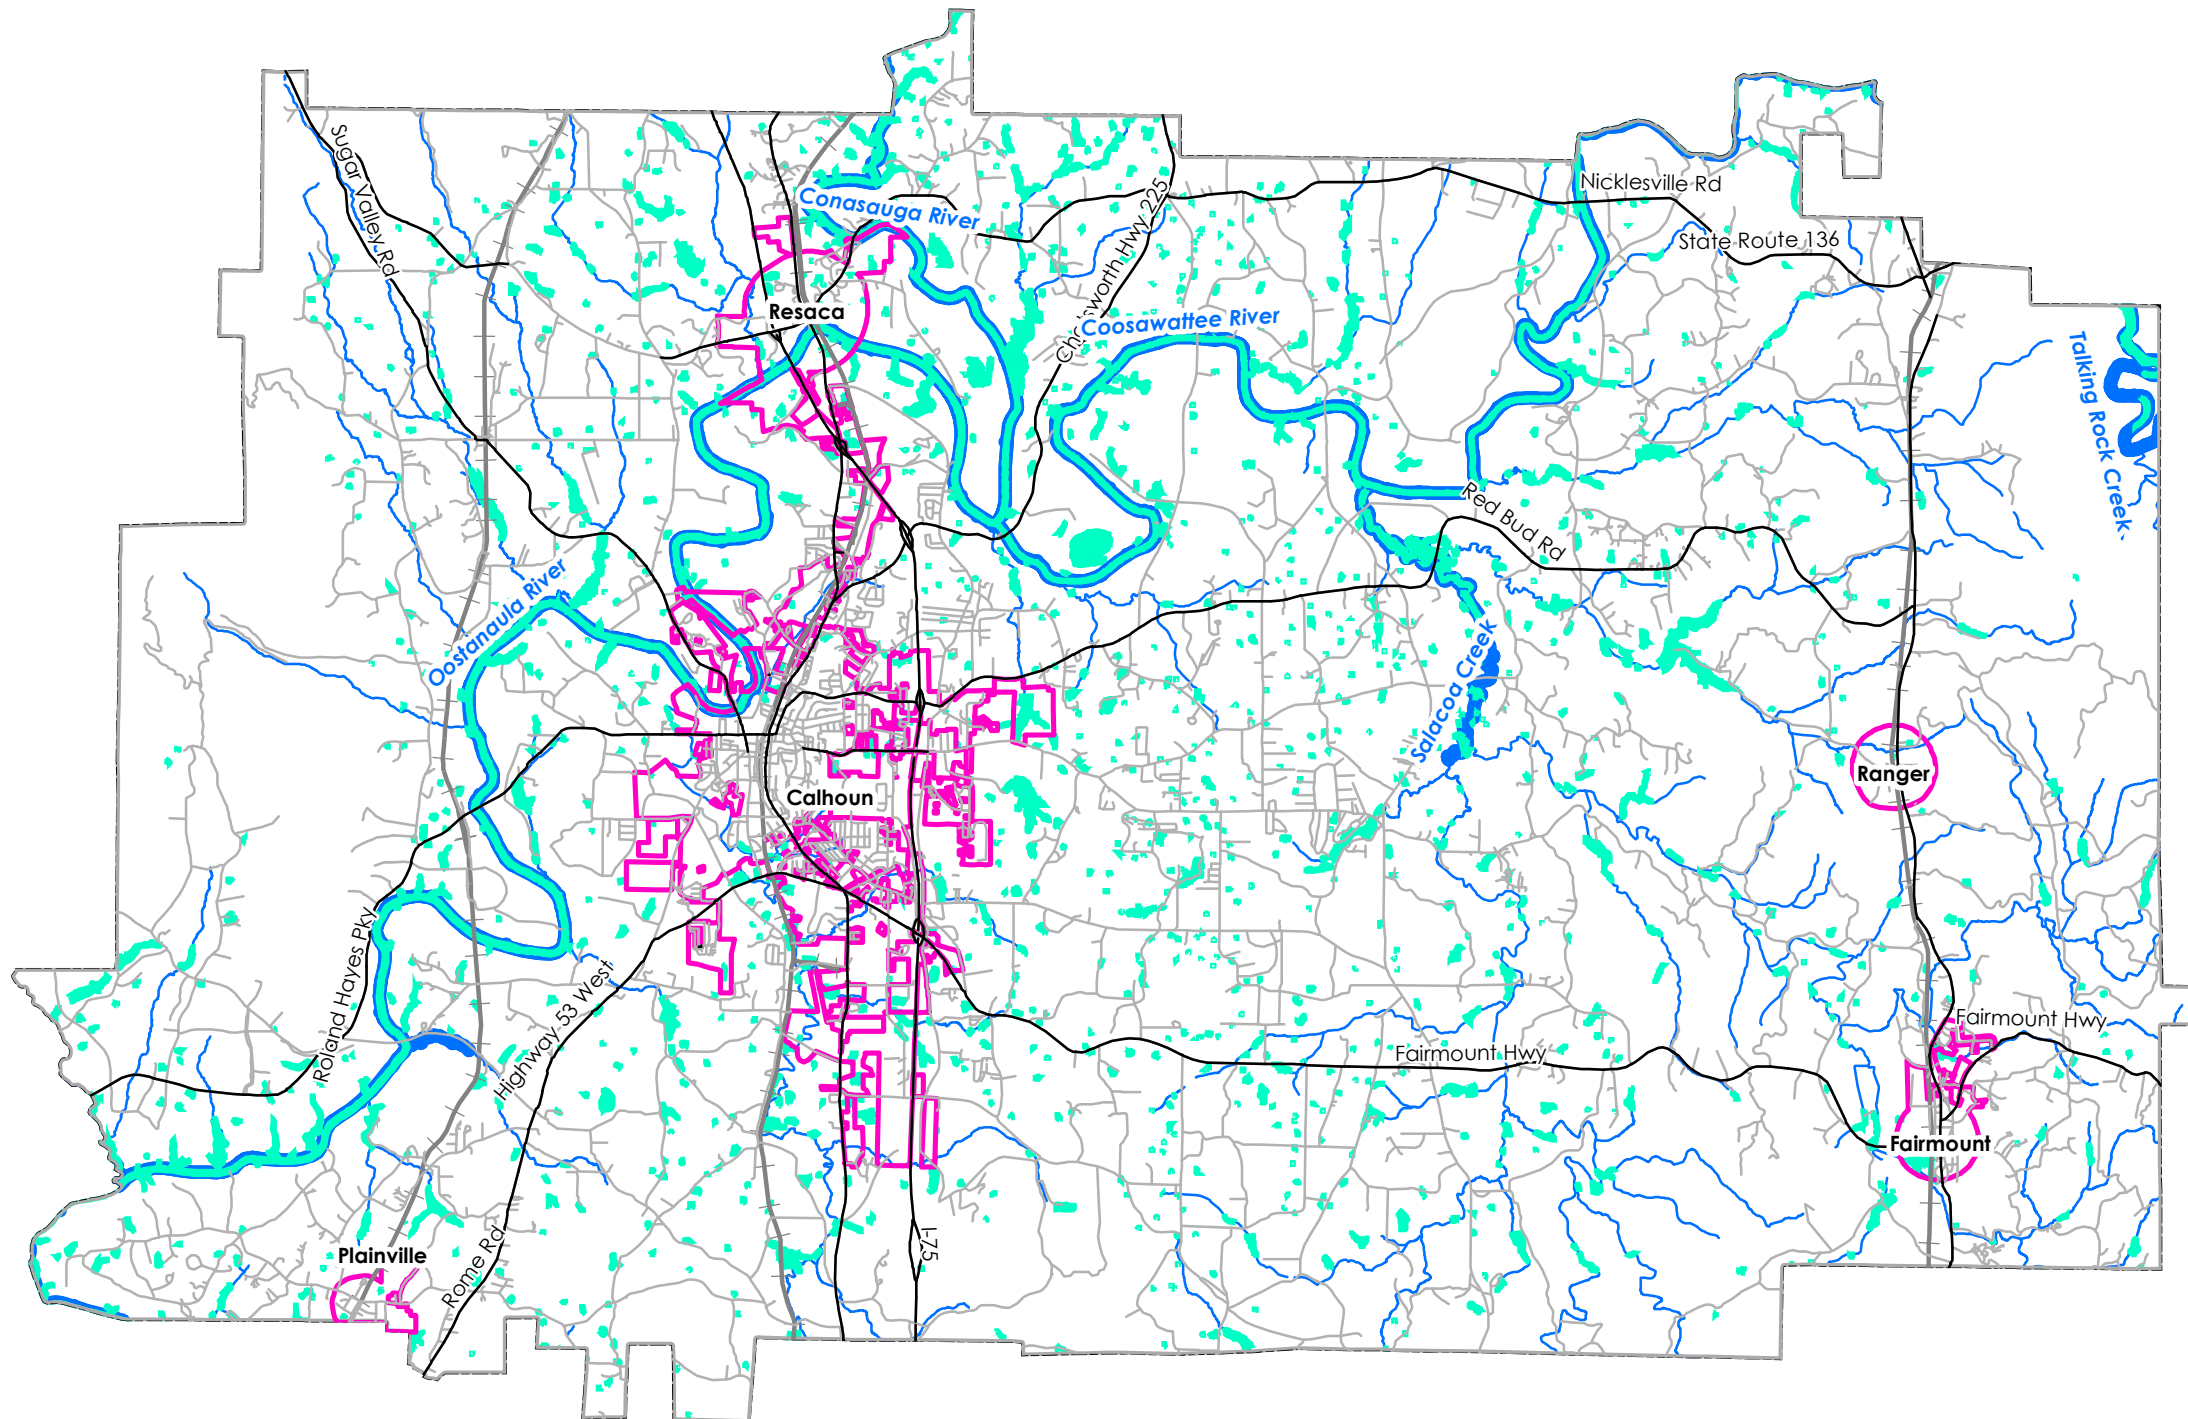 Sugar Valley Rd
Conasauga River
Nicklesville Rd
Chatsworth Hwy 225
State Route 136
Resaca
Coosawattee River
Talking Rock Creek
Red Bud Rd
Oostanaula River
Salacoa Creek
Ranger
Calhoun
Roland Hayes Pky
Highway 53 West
Fairmount Hwy
Fairmount Hwy
Fairmount
I-75
Plainville
Rome Rd